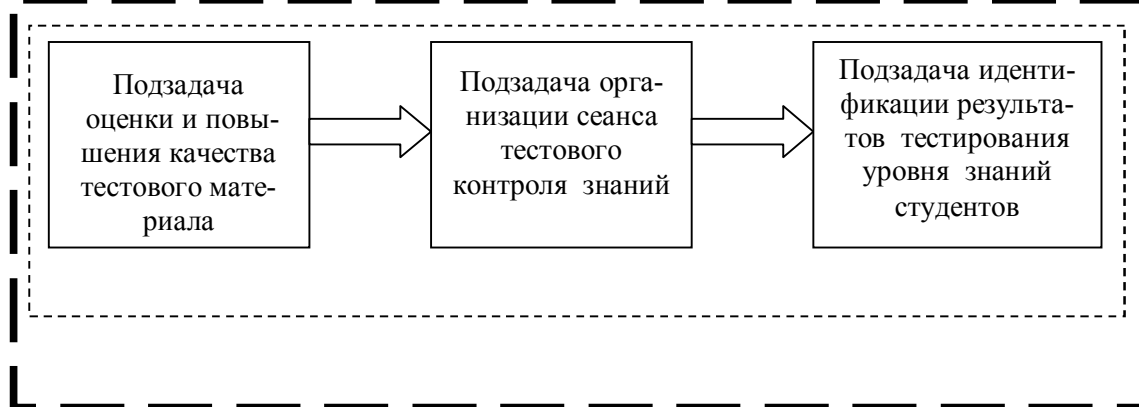 Подзадача
оценки и повы-
шения качества
тестового мате-
риала
Подзадача орга-
низации сеанса
тестового
контроля знаний
Подзадача иденти-
фикации результа-
тов тестирования
уровня знаний
студентов